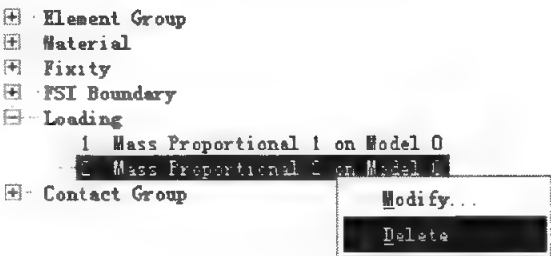 Element Group
Material
Fixity
FSI Boundary
Loading
1 Mass Proportional 1 on Model 0
2 Mass Proportional 2 on Model 0
Contact Group
Modify...
Delete